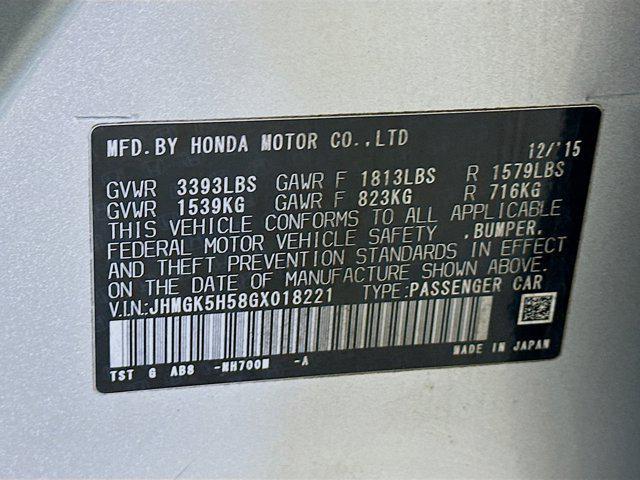 MFD.BY HONDA MOTOR CO.,LTD 12/'15
GVWR 3393LBS GAWR F 1813LBS R 1579LBS
GVWR 1539KG GAWR F 823KG R 716KG
THIS VEHICLE CONFORMS TO ALL APPLICABLE
FEDERAL MOTOR VEHICLE SAFETY ,BUMPER,
AND THEFT PREVENTION STANDARDS IN EFFECT
ON THE DATE OF MANUFACTURE SHOWN ABOVE.
V.I.N.:JHMGK5H58GX018221 TYPE:PASSENGER CAR
TST G AB8 -NH700M -A MADE IN JAPAN